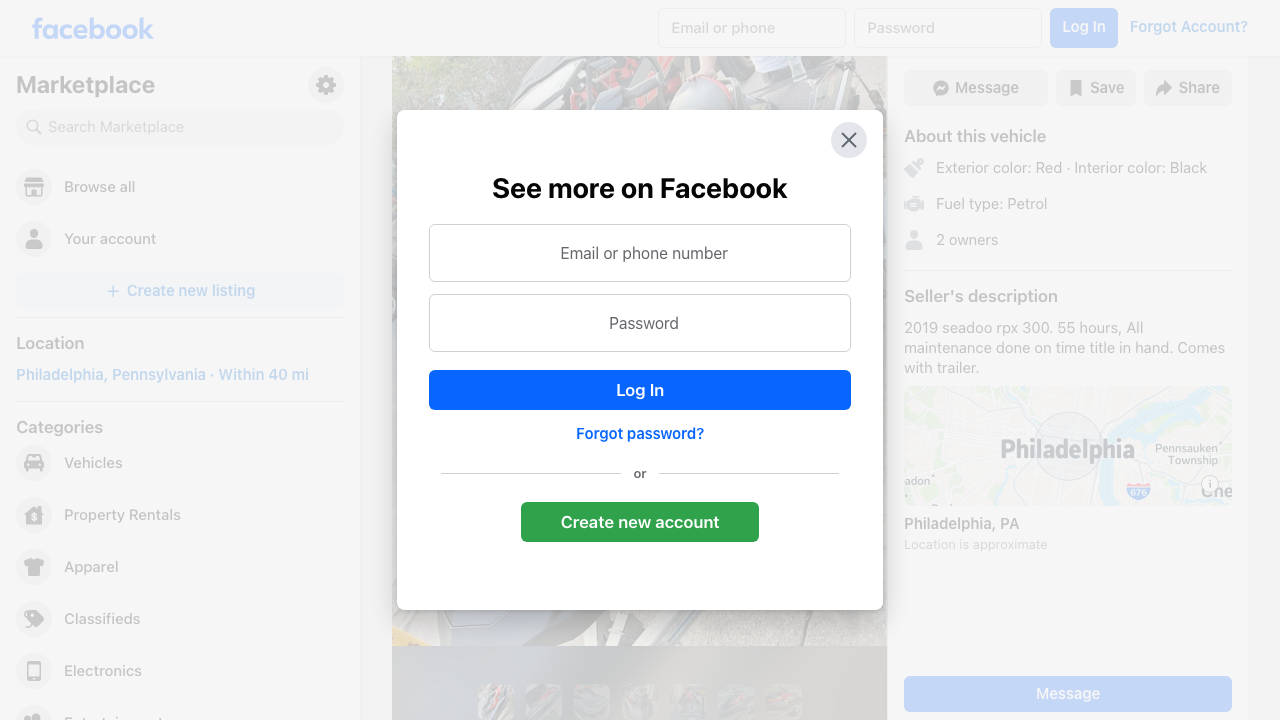 facebook
Email or phone
Password
Log In
Forgot Account?
Marketplace
Search Marketplace
Browse all
Your account
Create new listing
Location
Philadelphia, Pennsylvania · Within 40 mi
Categories
Vehicles
Property Rentals
Apparel
Classifieds
Electronics
See more on Facebook
Email or phone number
Password
Log In
Forgot password?
or
Create new account
Message
Save
Share
About this vehicle
Exterior color: Red · Interior color: Black
Fuel type: Petrol
2 owners
Seller's description
2019 seadoo rpx 300. 55 hours, All
maintenance done on time title in hand. Comes
with trailer.
Philadelphia
Pennsauken
Township
676
Philadelphia, PA
Location is approximate
Message